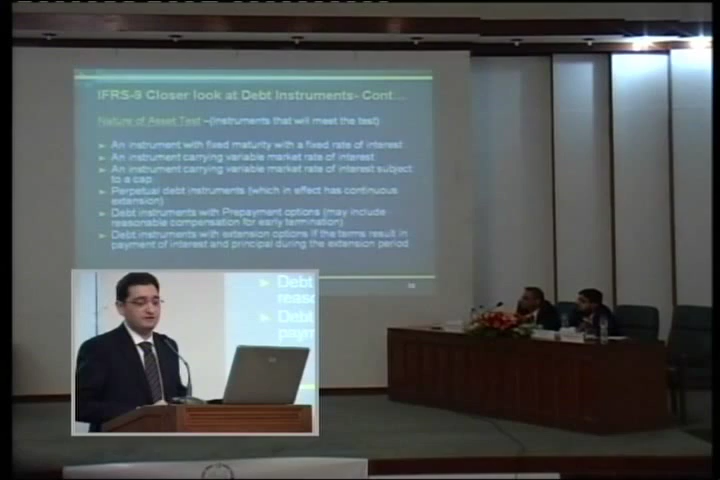 IFRS-9 Closer look at Debt Instruments- Cont...
Nature of Asset Test –(Instruments that will meet the test)
➤ An instrument with fixed maturity with a fixed rate of interest
➤ An instrument carrying variable market rate of interest
➤ An instrument carrying variable market rate of interest subject
to a cap
➤ Perpetual debt instruments (which in effect has continuous
extension)
➤ Debt instruments with Prepayment options (may include
reasonable compensation for early termination)
➤ Debt instruments with extension options if the terms result in
payment of interest and principal during the extension period
➤ Debt
reaso
➤ Debt
payn